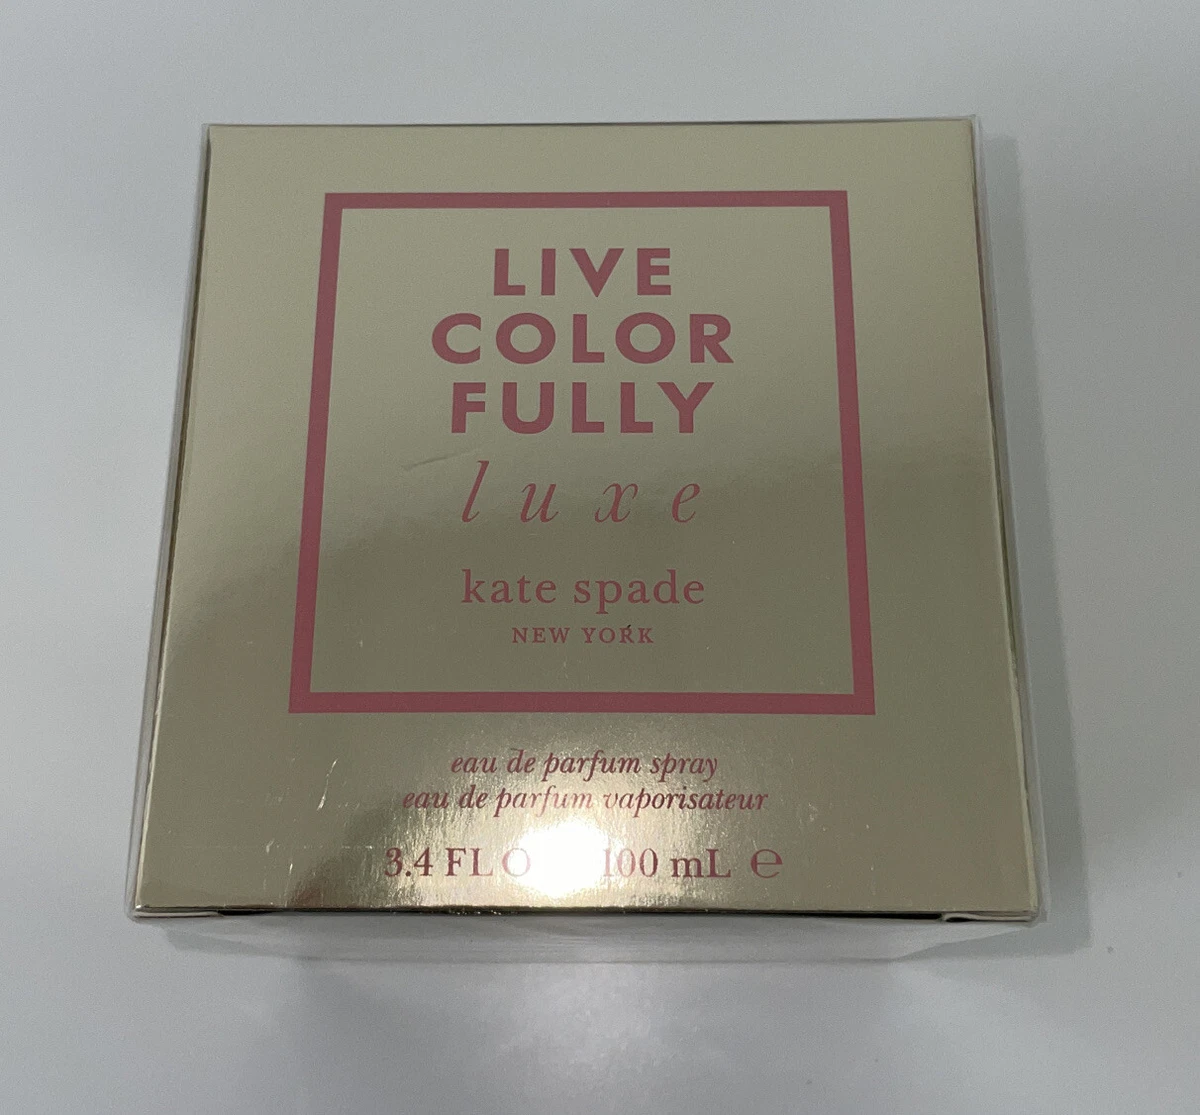 LIVE
COLOR
FULLY
luxe
kate spade
NEW YORK
eau de parfum spray
eau de parfum vaporisateur
3.4 FL 100 mL ℮